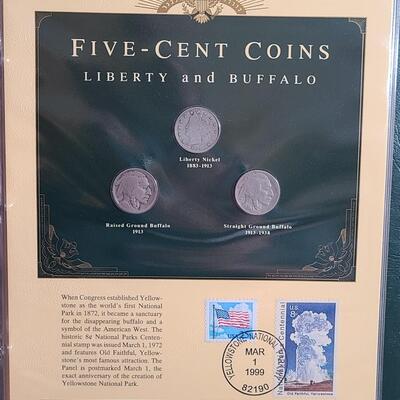 FIVE-CENT COINS
LIBERTY and BUFFALO
Liberty Nickel
1883-1913
Raised Ground Buffalo
1913
Straight Ground Buffalo
1913-1938
When Congress established Yellow-
stone as the world's first National
Park in 1872, it became a sanctuary
for the disappearing buffalo and a
symbol of the American West. The
historic 8¢ National Parks Centen-
nial stamp was issued March 1, 1972
and features Old Faithful, Yellow-
stone's most famous attraction. The
Panel is postmarked March 1, the
exact anniversary of the creation of
Yellowstone National Park.
YELLOWSTONE NATIONAL
MAR
1
1999
82190
U.S.
8¢
National Parks Centennial
Old Faithful, Yellowstone